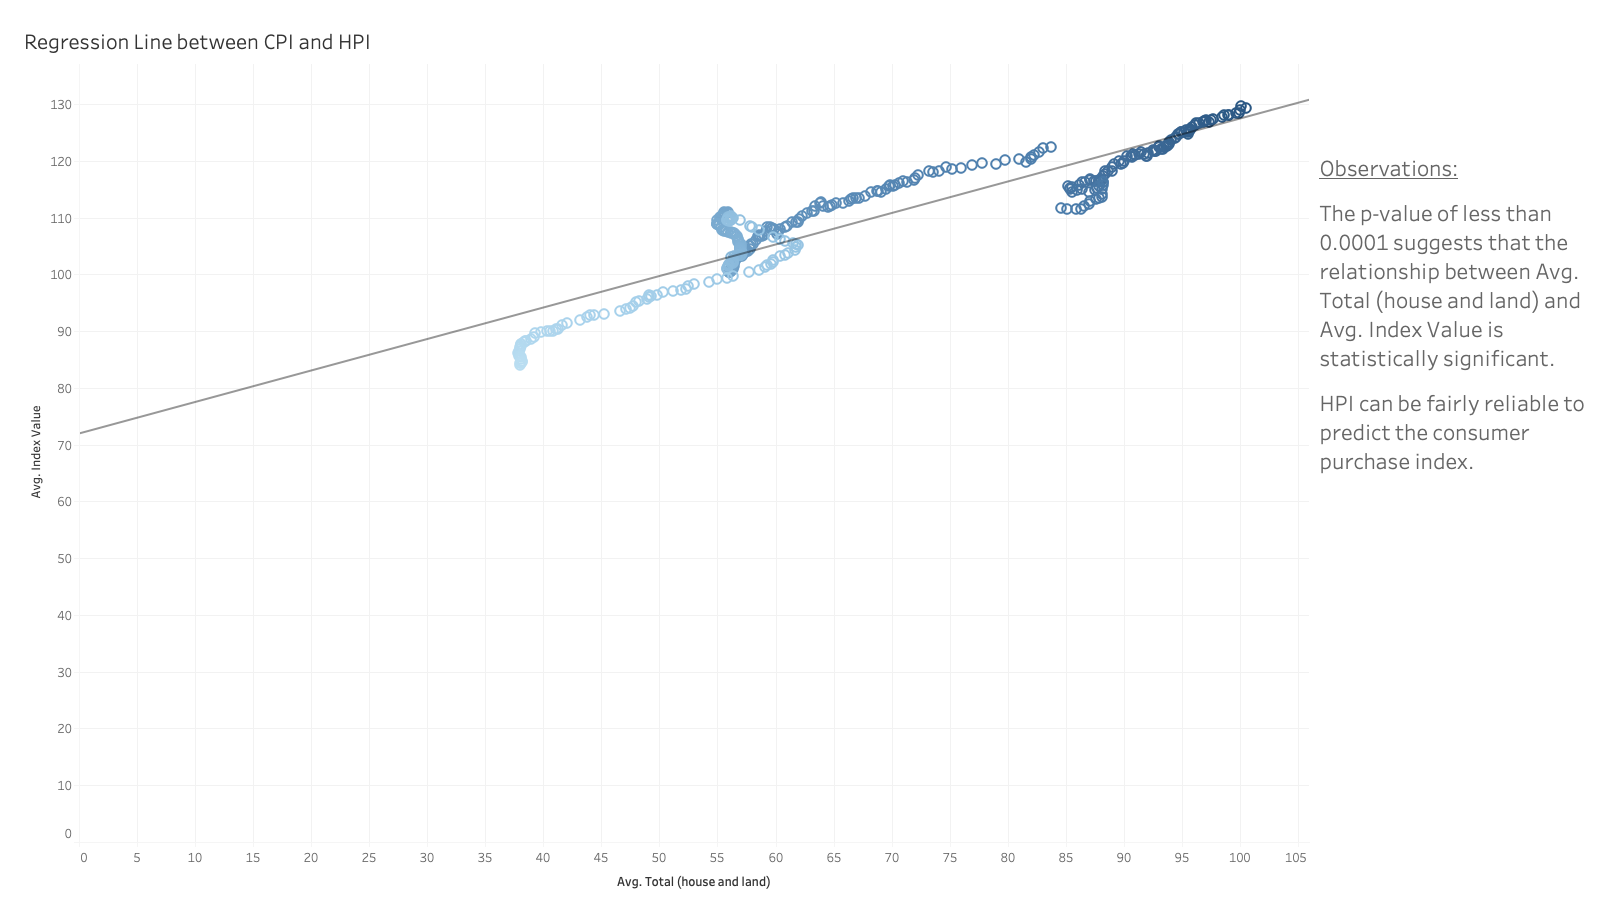 Regression Line between CPI and HPI
130
120
110
100
90
80
70
60
50
40
30
20
10
0
Avg. Index Value
0 5 10 15 20 25 30 35 40 45 50 55 60 65 70 75 80 85 90 95 100 105
Avg. Total (house and land)
Observations:
The p-value of less than
0.0001 suggests that the
relationship between Avg.
Total (house and land) and
Avg. Index Value is
statistically significant.
HPI can be fairly reliable to
predict the consumer
purchase index.